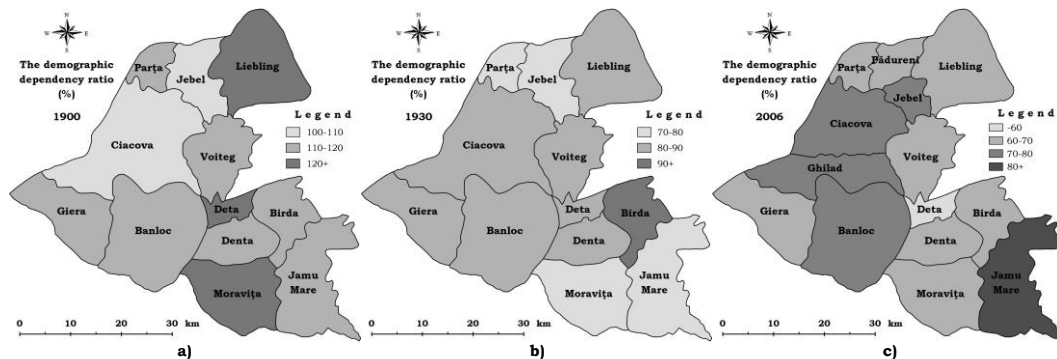 N
W E
S
The demographic
dependency ratio
(%)
1900
Parța
Jebel
Liebling
Legend
100-110
110-120
120+
Ciacova
Voiteg
Giera
Banloc
Deta
Birda
Denta
Moravița
Jamu
Mare
0 10 20 30 km
a)
N
W E
S
The demographic
dependency ratio
(%)
1930
Parța
Jebel
Liebling
Legend
70-80
80-90
90+
Ciacova
Voiteg
Giera
Banloc
Deta
Birda
Denta
Moravița
Jamu
Mare
0 10 20 30 km
b)
N
W E
S
The demographic
dependency ratio
(%)
2006
Parța
Pădureni
Liebling
Jebel
Legend
-60
60-70
70-80
80+
Ciacova
Voiteg
Ghilad
Giera
Banloc
Deta
Birda
Denta
Moravița
Jamu
Mare
0 10 20 30 km
c)